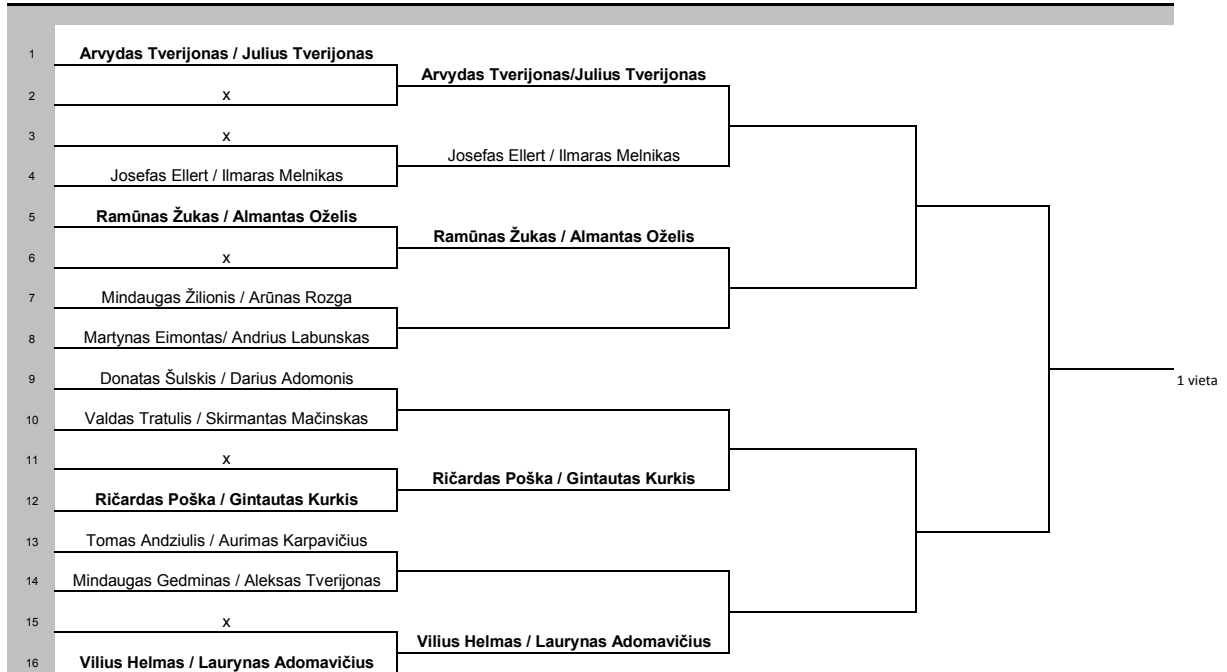 1 Arvydas Tverijonas / Julius Tverijonas
Arvydas Tverijonas/Julius Tverijonas
2 x
3 x
Josefas Ellert / Ilmaras Melnikas
4 Josefas Ellert / Ilmaras Melnikas
5 Ramūnas Žukas / Almantas Oželis
Ramūnas Žukas / Almantas Oželis
6 x
7 Mindaugas Žilionis / Arūnas Rozga
8 Martynas Eimontas/ Andrius Labunskas
9 Donatas Šulskis / Darius Adomonis
1 vieta
10 Valdas Tratulis / Skirmantas Mačinskas
11 x
Ričardas Poška / Gintautas Kurkis
12 Ričardas Poška / Gintautas Kurkis
13 Tomas Andziulis / Aurimas Karpavičius
14 Mindaugas Gedminas / Aleksas Tverijonas
15 x
Vilius Helmas / Laurynas Adomavičius
16 Vilius Helmas / Laurynas Adomavičius